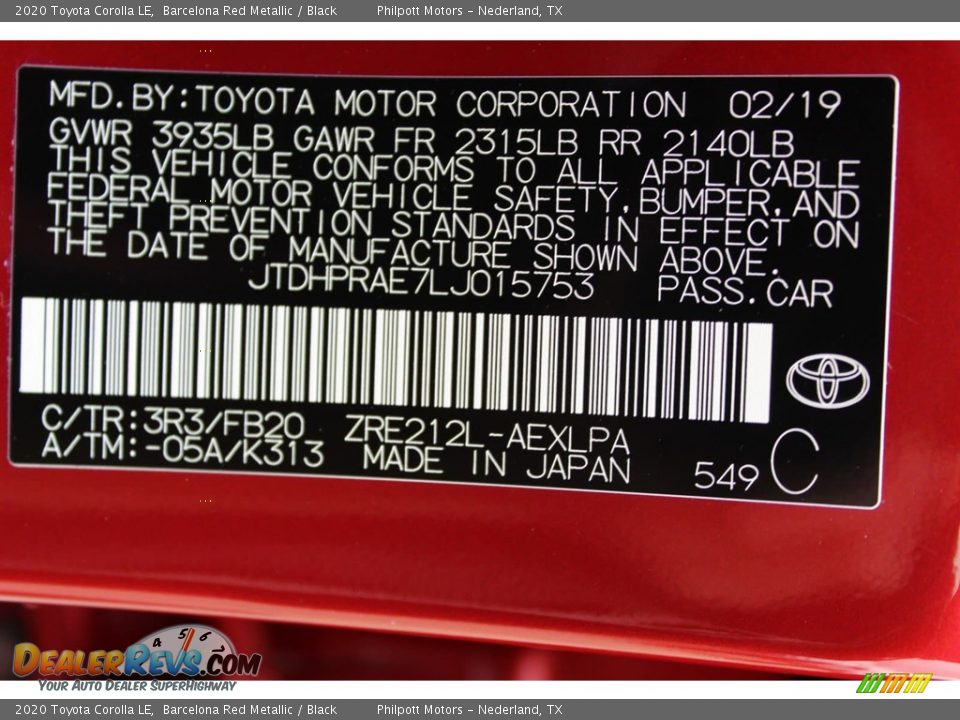 2020 Toyota Corolla LE, Barcelona Red Metallic / Black Philpott Motors - Nederland, TX
MFD.BY:TOYOTA MOTOR CORPORATION 02/19
GVWR 3935LB GAWR FR 2315LB RR 2140LB
THIS VEHICLE CONFORMS TO ALL APPLICABLE
FEDERAL MOTOR VEHICLE SAFETY,BUMPER,AND
THEFT PREVENTION STANDARDS IN EFFECT ON
THE DATE OF MANUFACTURE SHOWN ABOVE.
JTDHPRAE7LJ015753 PASS.CAR
C/TR:3R3/FB20 ZRE212L-AEXLPA
A/TM:-05A/K313 MADE IN JAPAN 549 C
4 5 6
DEALERREVS.COM
YOUR AUTO DEALER SUPERHIGHWAY
2020 Toyota Corolla LE, Barcelona Red Metallic / Black Philpott Motors - Nederland, TX